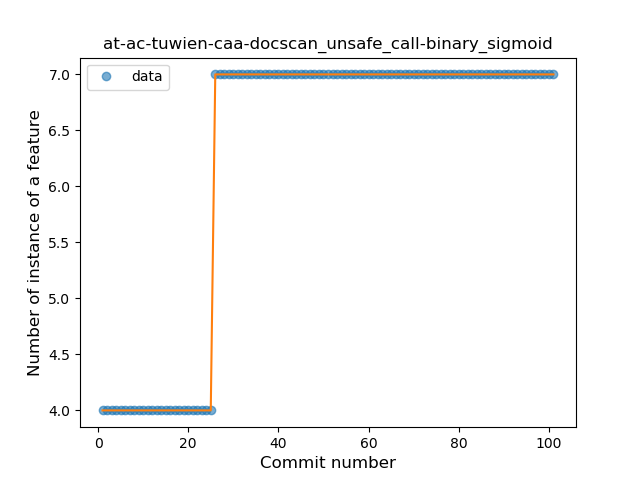 at-ac-tuwien-caa-docscan_unsafe_call-binary_sigmoid
data
7.0
6.5
6.0
5.5
5.0
4.5
4.0
Number of instance of a feature
0 20 40 60 80 100
Commit number